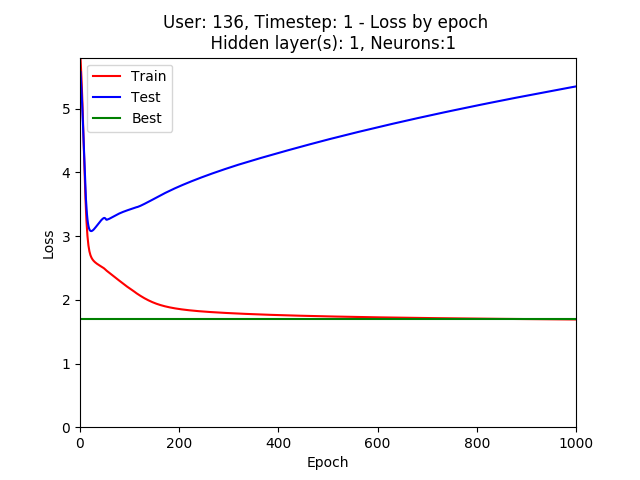 User: 136, Timestep: 1 - Loss by epoch
Hidden layer(s): 1, Neurons:1
Train
Test
Best
5
4
3
2
1
0
Loss
0 200 400 600 800 1000
Epoch